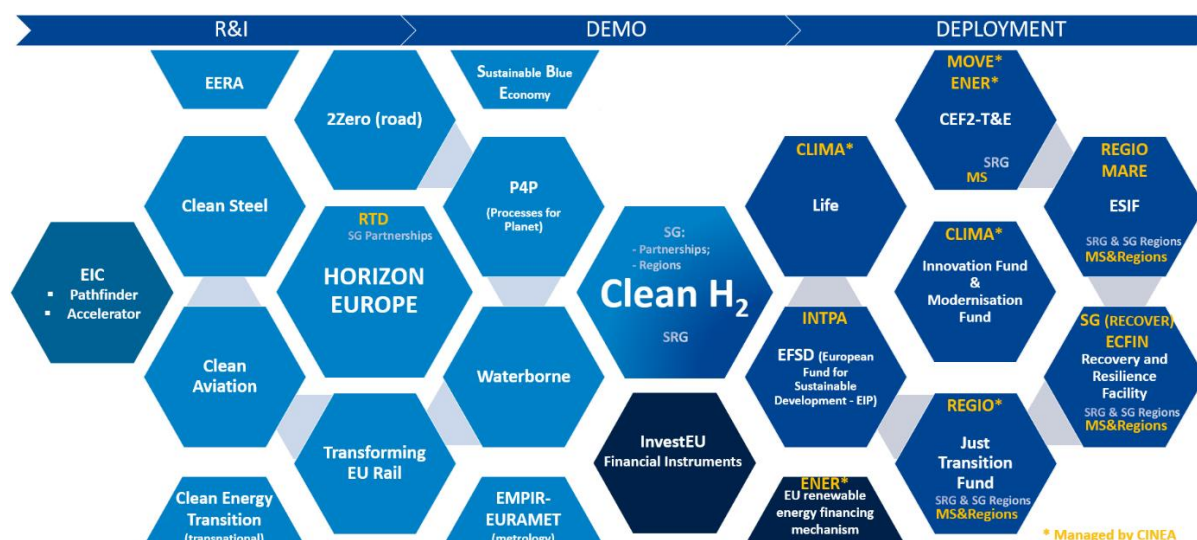 R&I
DEMO
DEPLOYMENT
EERA
2Zero (road)
Sustainable Blue
Economy
MOVE*
ENER*
CEF2-T&E
SRG
MS
Clean Steel
P4P
(Processes for
Planet)
CLIMA*
Life
REGIO
MARE
ESIF
SRG & SG Regions
MS&Regions
EIC
▪ Pathfinder
▪ Accelerator
RTD
SG Partnerships
HORIZON
EUROPE
SG:
- Partnerships;
- Regions
Clean H₂
SRG
CLIMA*
Innovation Fund
&
Modernisation
Fund
Clean
Aviation
Waterborne
INTPA
EFSD (European
Fund for
Sustainable
Development - EIP)
SG (RECOVER)
ECFIN
Recovery and
Resilience
Facility
SRG & SG Regions
MS&Regions
Transforming
EU Rail
InvestEU
Financial Instruments
REGIO*
Just
Transition
Fund
SRG & SG Regions
MS&Regions
Clean Energy
Transition
(transnational)
EMPIR-
EURAMET
(metrology)
ENER*
EU renewable
energy financing
mechanism
* Managed by CINEA